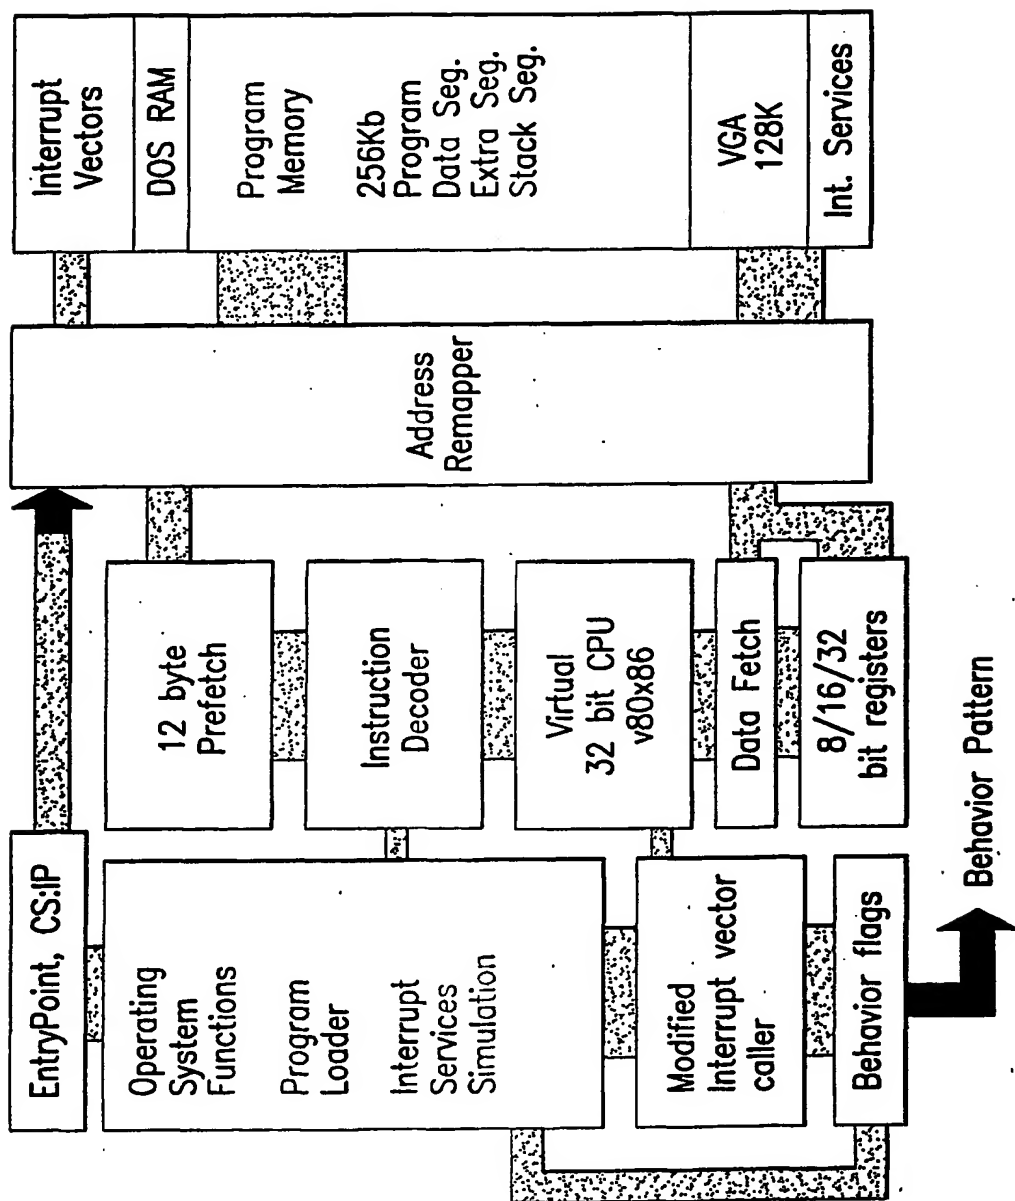 EntryPoint, CS:IP
Operating
System
Functions
Program
Loader
Interrupt
Services
Simulation
Modified
Interrupt vector
caller
Behavior flags
Behavior Pattern
12 byte
Prefetch
Instruction
Decoder
Virtual
32 bit CPU
v80x86
Data Fetch
8/16/32
bit registers
Address
Remapper
Interrupt
Vectors
DOS RAM
Program
Memory
256Kb
Program
Data Seg.
Extra Seg.
Stack Seg.
VGA
128K
Int. Services